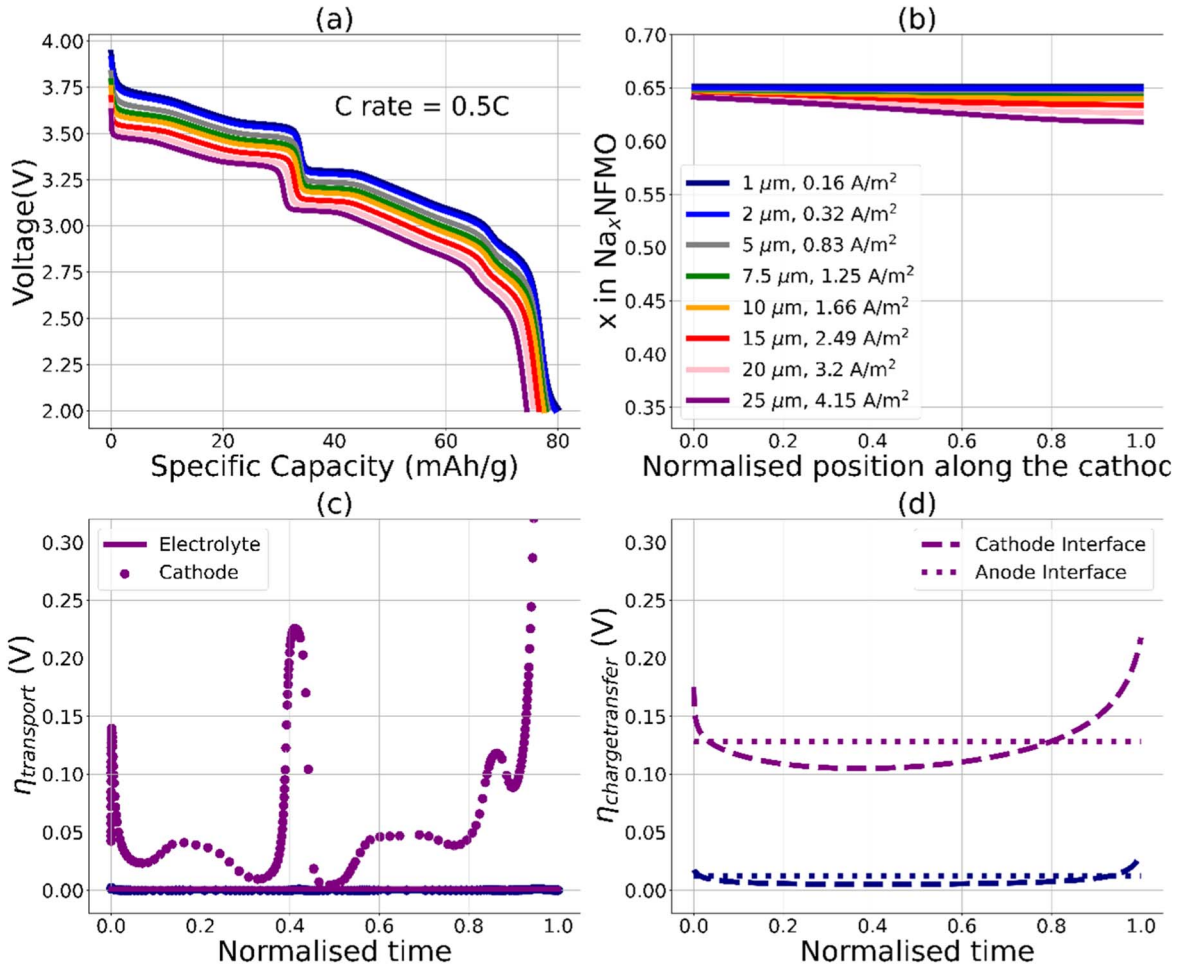 (a)
4.00
3.75
3.50
3.25
3.00
2.75
2.50
2.25
2.00
Voltage(V)
C rate = 0.5C
0
20
40
60
80
Specific Capacity (mAh/g)
(b)
0.70
0.65
0.60
0.55
0.50
0.45
0.40
0.35
x in NaₓNFMO
1 μm, 0.16 A/m²
2 μm, 0.32 A/m²
5 μm, 0.83 A/m²
7.5 μm, 1.25 A/m²
10 μm, 1.66 A/m²
15 μm, 2.49 A/m²
20 μm, 3.2 A/m²
25 μm, 4.15 A/m²
0.0
0.2
0.4
0.6
0.8
1.0
Normalised position along the cathod
(c)
0.30
0.25
0.20
0.15
0.10
0.05
0.00
η_transport (V)
Electrolyte
Cathode
0.0
0.2
0.4
0.6
0.8
1.0
Normalised time
(d)
0.30
0.25
0.20
0.15
0.10
0.05
0.00
η_chargetransfer (V)
Cathode Interface
Anode Interface
0.0
0.2
0.4
0.6
0.8
1.0
Normalised time